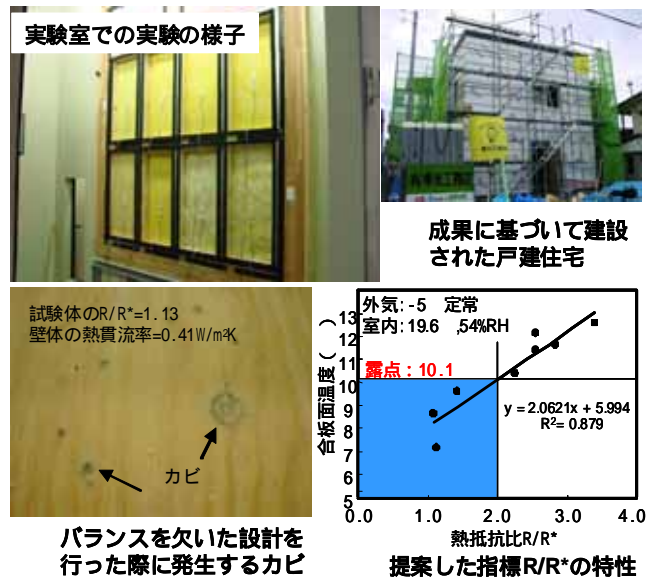 実験室での実験の様子
成果に基づいて建設
された戸建住宅
試験体のR/R*=1.13
壁体の熱貫流率=0.41W/m²K
カビ
バランスを欠いた設計を
行った際に発生するカビ
外気:-5 定常
室内:19.6 ,54%RH
露点:10.1
y = 2.0621x + 5.994
R²= 0.879
合板面温度( )
13
12
11
10
9
8
7
6
5
0.0 1.0 2.0 3.0 4.0
熱抵抗比R/R*
提案した指標R/R*の特性